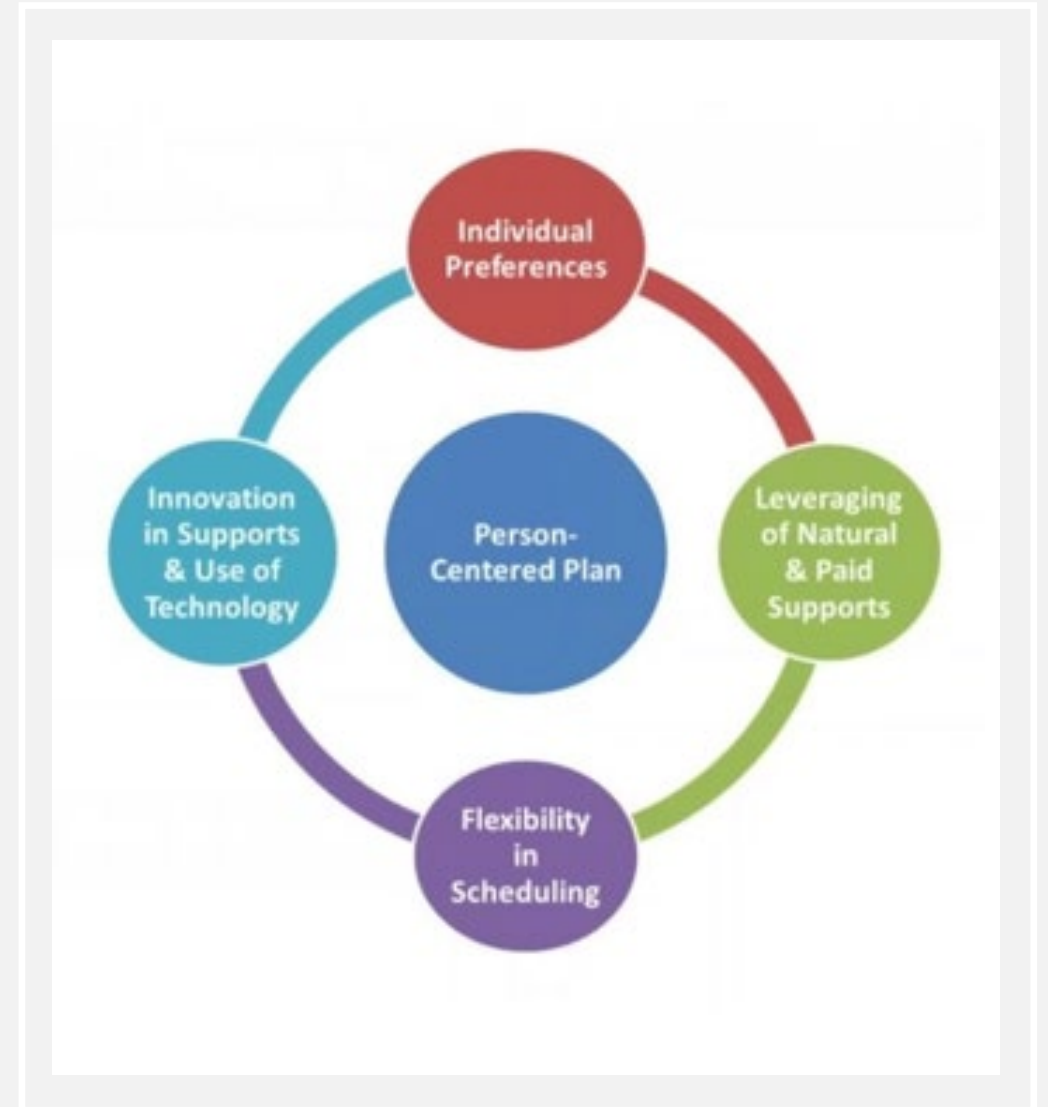 Individual
Preferences
Innovation
in Supports
& Use of
Technology
Person-
Centered Plan
Leveraging
of Natural
& Paid
Supports
Flexibility
in
Scheduling